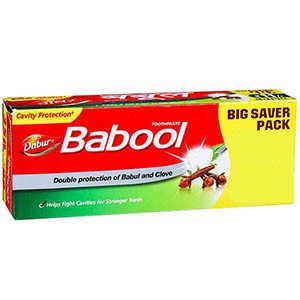 Cavity Protection*
Dabur
TOOTHPASTE
Babool
Double protection of Babul and Clove
Helps Fight Cavities for Stronger Teeth
BIG SAVER
PACK